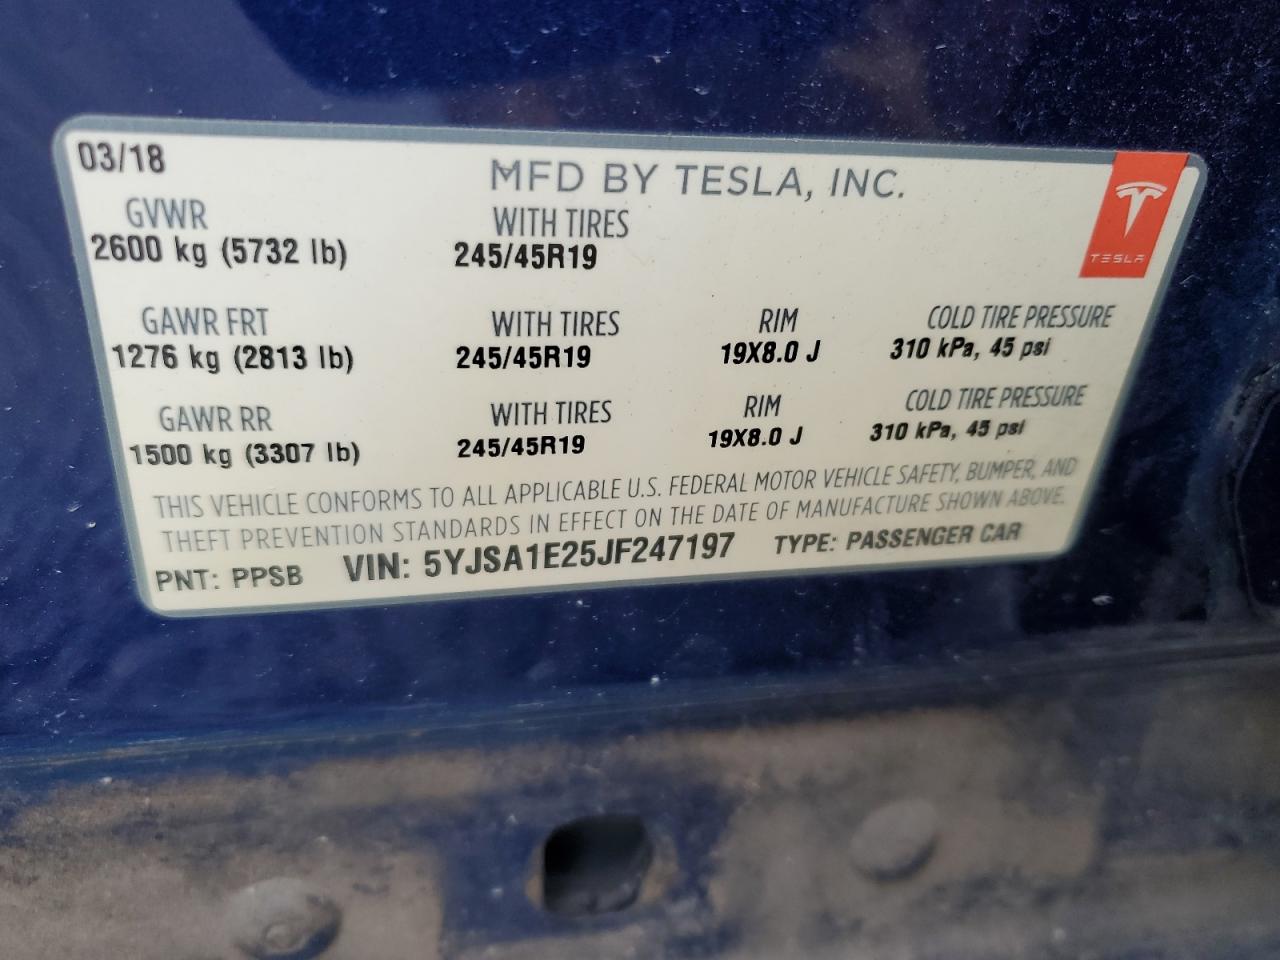 03/18
MFD BY TESLA, INC.
TESLA
GVWR WITH TIRES
2600 kg (5732 lb) 245/45R19
GAWR FRT WITH TIRES RIM COLD TIRE PRESSURE
1276 kg (2813 lb) 245/45R19 19X8.0 J 310 kPa, 45 psi
GAWR RR WITH TIRES RIM COLD TIRE PRESSURE
1500 kg (3307 lb) 245/45R19 19X8.0 J 310 kPa, 45 psi
THIS VEHICLE CONFORMS TO ALL APPLICABLE U.S. FEDERAL MOTOR VEHICLE SAFETY, BUMPER, AND
THEFT PREVENTION STANDARDS IN EFFECT ON THE DATE OF MANUFACTURE SHOWN ABOVE.
PNT: PPSB VIN: 5YJSA1E25JF247197 TYPE: PASSENGER CAR